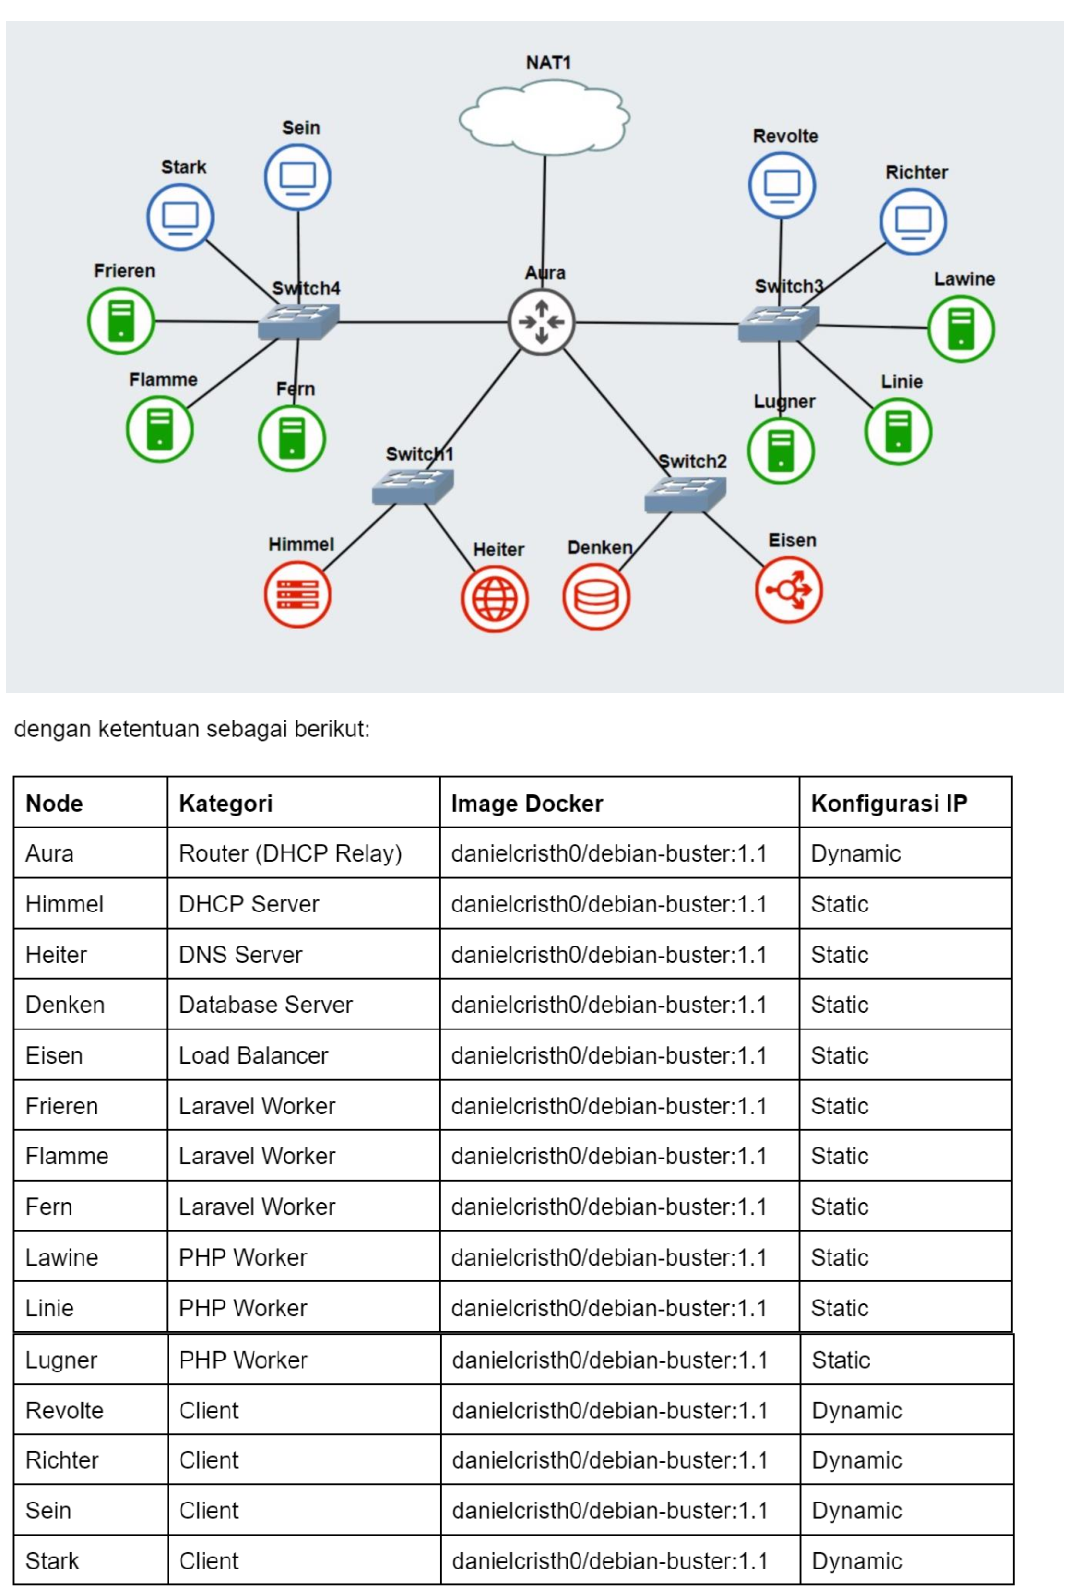 NAT1
Sein
Revolte
Stark
Richter
Frieren
Aura
Lawine
Switch4
Switch3
Flamme
Fern
Linie
Lugner
Switch1
Switch2
Himmel
Heiter
Denken
Eisen
dengan ketentuan sebagai berikut:
Node Kategori Image Docker Konfigurasi IP
Aura Router (DHCP Relay) danielcristh0/debian-buster:1.1 Dynamic
Himmel DHCP Server danielcristh0/debian-buster:1.1 Static
Heiter DNS Server danielcristh0/debian-buster:1.1 Static
Denken Database Server danielcristh0/debian-buster:1.1 Static
Eisen Load Balancer danielcristh0/debian-buster:1.1 Static
Frieren Laravel Worker danielcristh0/debian-buster:1.1 Static
Flamme Laravel Worker danielcristh0/debian-buster:1.1 Static
Fern Laravel Worker danielcristh0/debian-buster:1.1 Static
Lawine PHP Worker danielcristh0/debian-buster:1.1 Static
Linie PHP Worker danielcristh0/debian-buster:1.1 Static
Lugner PHP Worker danielcristh0/debian-buster:1.1 Static
Revolte Client danielcristh0/debian-buster:1.1 Dynamic
Richter Client danielcristh0/debian-buster:1.1 Dynamic
Sein Client danielcristh0/debian-buster:1.1 Dynamic
Stark Client danielcristh0/debian-buster:1.1 Dynamic